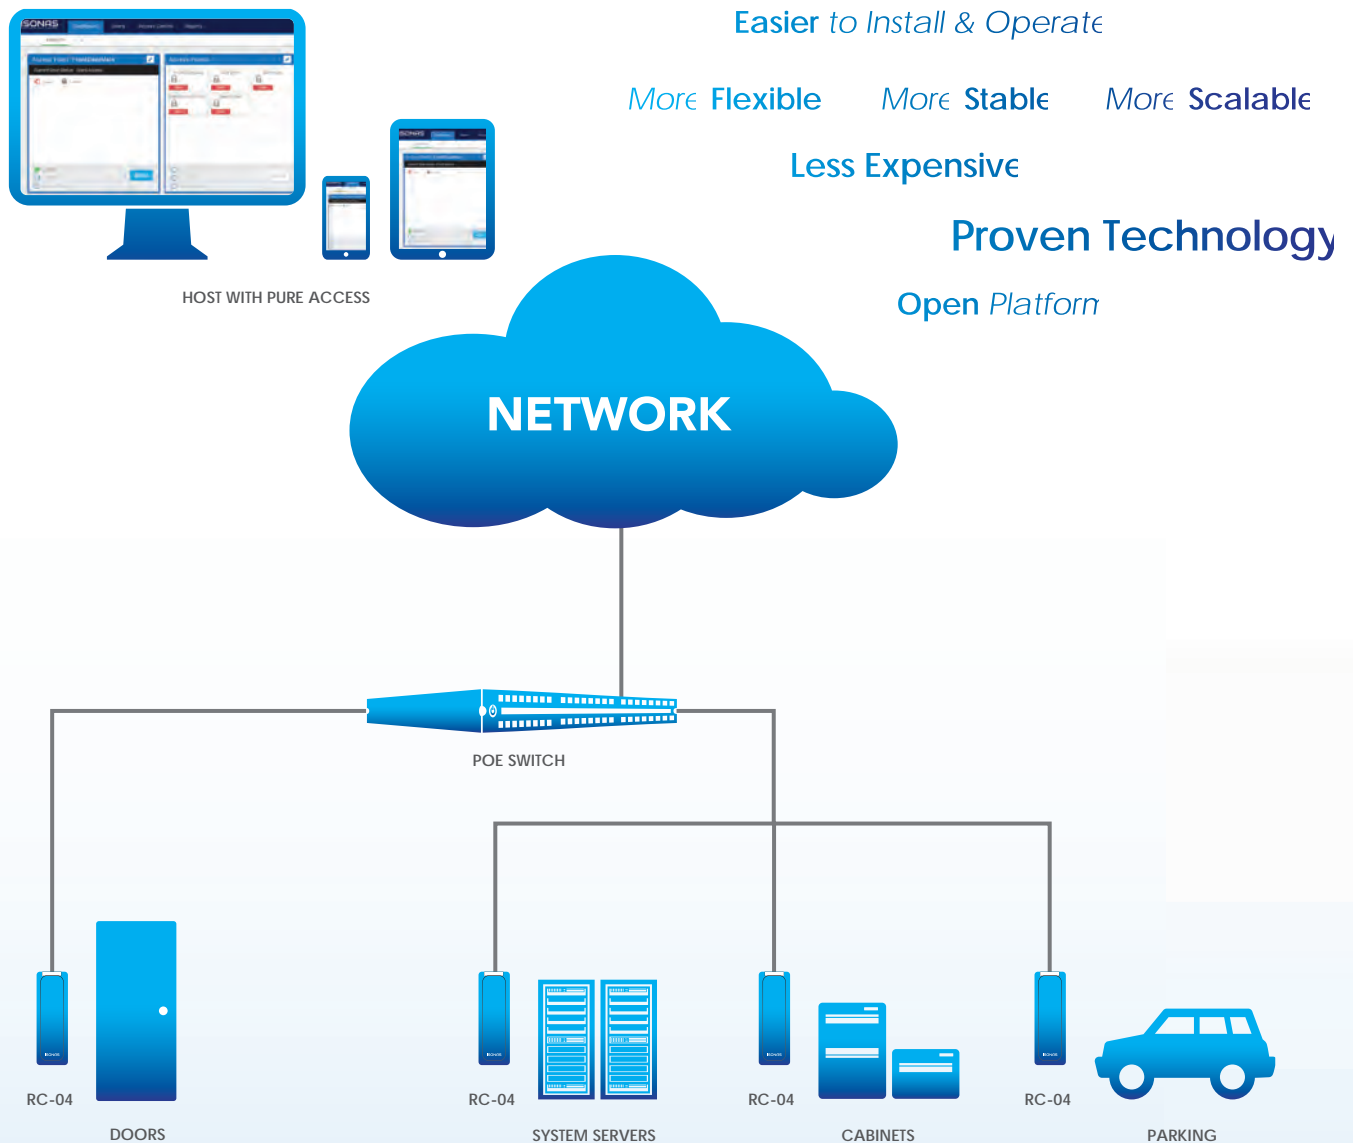 Easier to Install & Operate
More Flexible More Stable More Scalable
Less Expensive
Proven Technology
Open Platform
HOST WITH PURE ACCESS
NETWORK
POE SWITCH
RC-04
RC-04
RC-04
RC-04
DOORS
SYSTEM SERVERS
CABINETS
PARKING